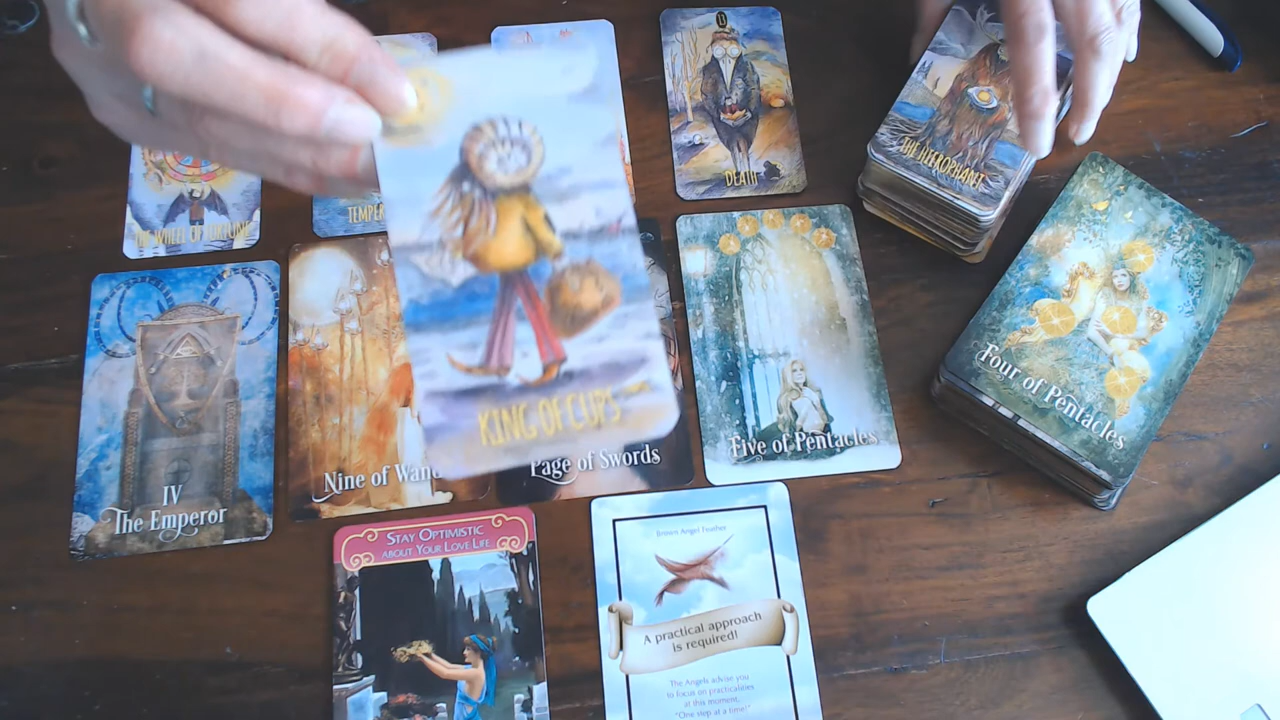 13
THE WHEEL OF FORTUNE
TEMPER
DEATH
THE HIEROPHANT
KING OF CUPS
IV
The Emperor
Nine of Wand
Page of Swords
Five of Pentacles
Four of Pentacles
STAY OPTIMISTIC
ABOUT YOUR LOVE LIFE
Brown Angel Feather
A practical approach
is required!
The Angels advise you
to focus on practicalities
at this moment.
"One step at a time!"